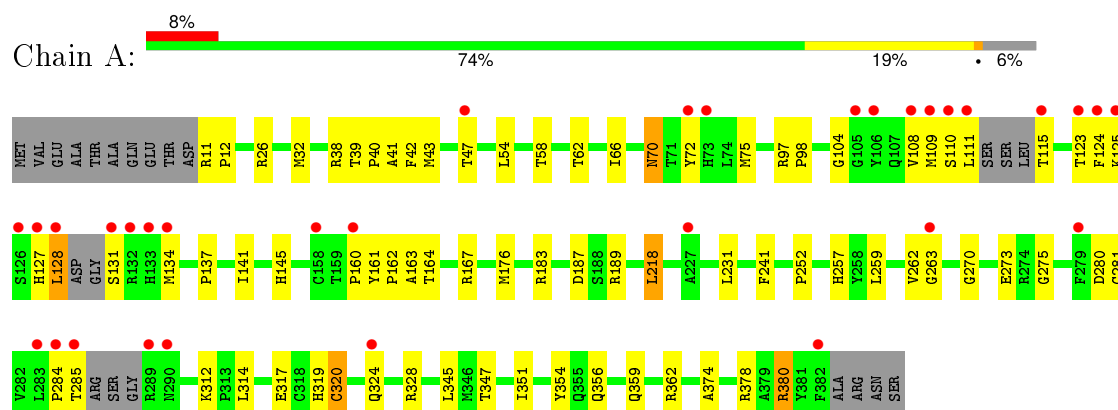 8%
Chain A:
74% 19% • 6%
MET VAL GLU ALA THR ALA GLN GLU THR ASP R11 P12 R26 M32 R38 T39 P40 A41 F42 M43 T47 L54 T58 T62 I66 N70 T71 Y72 H73 L74 M75 R97 P98 G104 G105 Y106 Q107 V108 M109 S110 L111 SER SER LEU T115 T123 F124 K125
S126 H127 L128 ASP GLY S131 R132 H133 M134 P137 I141 H145 C158 T159 P160 Y161 P162 A163 T164 R167 M176 R183 D187 S188 R189 L218 A227 L231 F241 P252 H257 Y258 L259 V262 G263 G270 E273 R274 G275 F279 D280 C281
V282 L283 P284 T285 ARG SER GLY R289 N290 K312 P313 L314 E317 C318 H319 C320 Q324 R328 L345 M346 T347 I351 Y354 Q355 Q356 Q359 R362 A374 R378 A379 R380 Y381 F382 ALA ARG ASN SER